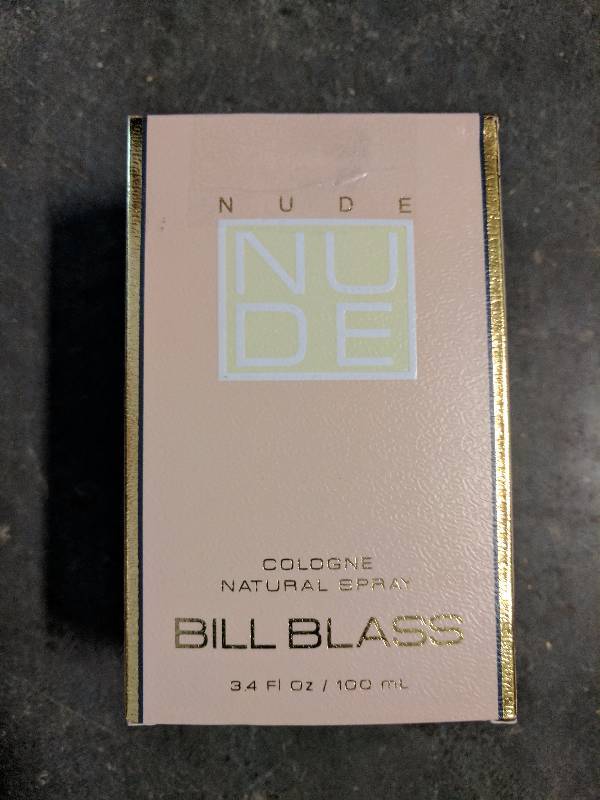 NUDE
NU
DE
COLOGNE
NATURAL SPRAY
BILL BLASS
3.4 Fl Oz / 100 mL